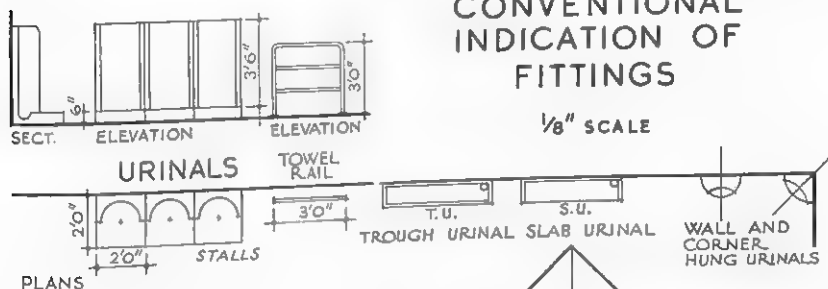 CONVENTIONAL
INDICATION OF
FITTINGS
1/8" SCALE
3'6"
6"
3'0"
SECT.
ELEVATION
ELEVATION
URINALS
TOWEL
RAIL
2'0"
2'0"
STALLS
3'0"
T.U.
S.U.
TROUGH URINAL
SLAB URINAL
WALL AND
CORNER
HUNG URINALS
PLANS